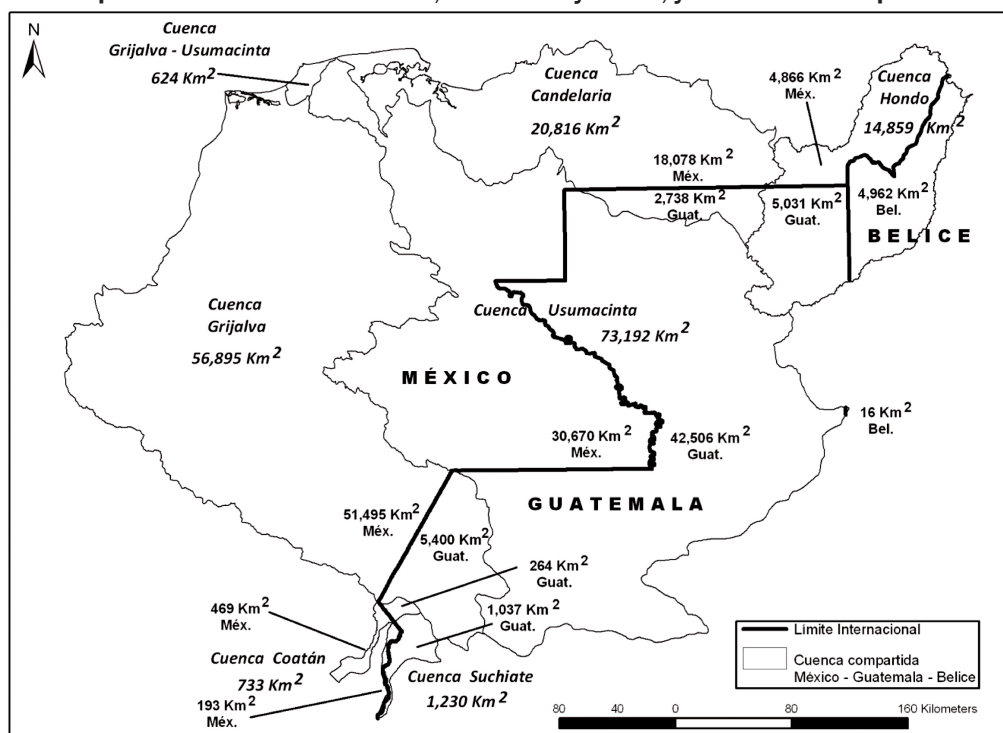 N
Cuenca
Grijalva - Usumacinta
624 Km2
Cuenca
Candelaria
20,816 Km2
4,866 Km2
Méx.
Cuenca
Hondo
14,859 Km2
18,078 Km2
Méx.
2,738 Km2
Guat.
5,031 Km2
Guat.
4,962 Km2
Bel.
BELICE
Cuenca
Grijalva
56,895 Km2
Cuenca Usumacinta
73,192 Km2
MÉXICO
16 Km2
Bel.
30,670 Km2
Méx.
42,506 Km2
Guat.
GUATEMALA
51,495 Km2
Méx.
5,400 Km2
Guat.
264 Km2
Guat.
469 Km2
Méx.
1,037 Km2
Guat.
Cuenca Coatán
733 Km2
Cuenca Suchiate
1,230 Km2
193 Km2
Méx.
Límite Internacional
Cuenca compartida
México - Guatemala - Belice
80 40 0 80 160 Kilometers